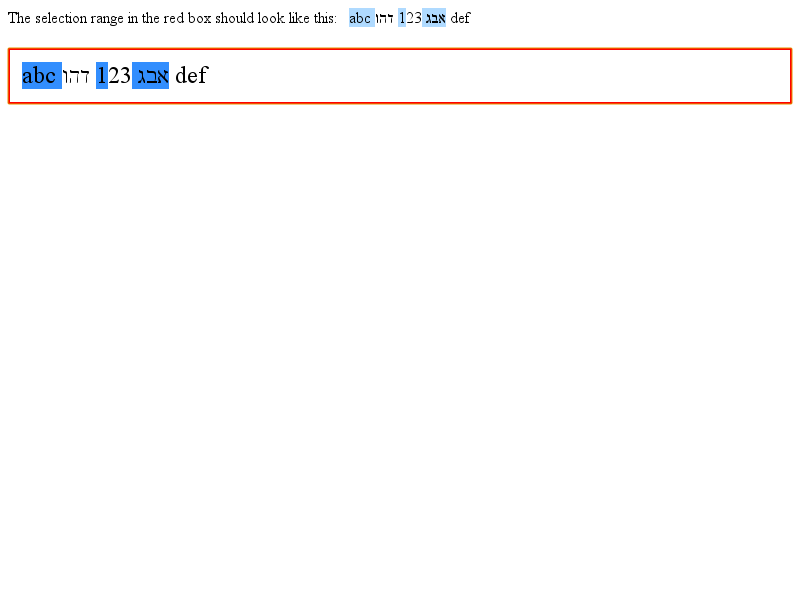 The selection range in the red box should look like this: abc אבג 123 דהו def
abc אבג 123 דהו def